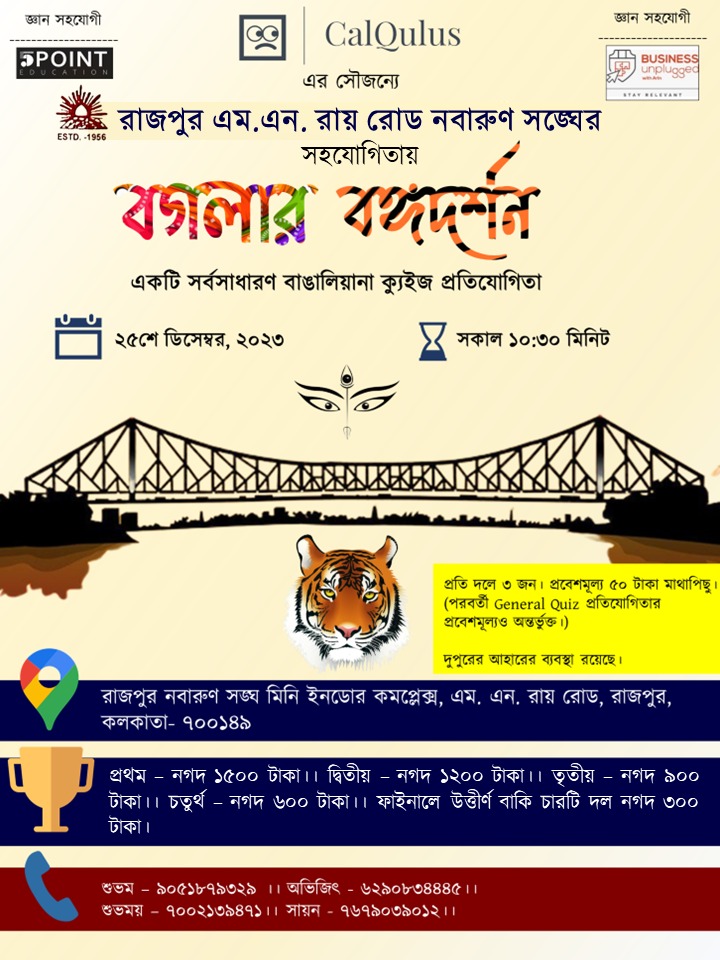 জ্ঞান সহযোগী
5POINT
EDUCATION
CalQulus
জ্ঞান সহযোগী
BUSINESS
unplugged
with Arth
STAY RELEVANT
এর সৌজন্যে
ESTD. -1956
রাজপুর এম.এন. রায় রোড নবারুণ সঙ্ঘের
সহযোগিতায়
বগলার বঙ্গদর্শন
একটি সর্বসাধারণ বাঙালিয়ানা ক্যুইজ প্রতিযোগিতা
২৫শে ডিসেম্বর, ২০২৩
সকাল ১০:৩০ মিনিট
প্রতি দলে ৩ জন। প্রবেশমূল্য ৫০ টাকা মাথাপিছু।
(পরবর্তী General Quiz প্রতিযোগিতার
প্রবেশমূল্যও অন্তর্ভুক্ত।)
দুপুরের আহারের ব্যবস্থা রয়েছে।
রাজপুর নবারুণ সঙ্ঘ মিনি ইনডোর কমপ্লেক্স, এম. এন. রায় রোড, রাজপুর,
কলকাতা- ৭০০১৪৯
প্রথম – নগদ ১৫০০ টাকা।। দ্বিতীয় – নগদ ১২০০ টাকা।। তৃতীয় – নগদ ৯০০
টাকা।। চতুর্থ – নগদ ৬০০ টাকা।। ফাইনালে উত্তীর্ণ বাকি চারটি দল নগদ ৩০০
টাকা।
শুভম – ৯০৫১৮৭৯৩২৯ ।। অভিজিৎ - ৬২৯০৮৩৪৪৪৫।।
শুভময় – ৭০০২১৩৯৪৭১।। সায়ন - ৭৬৭৯০৩৯০১২।।